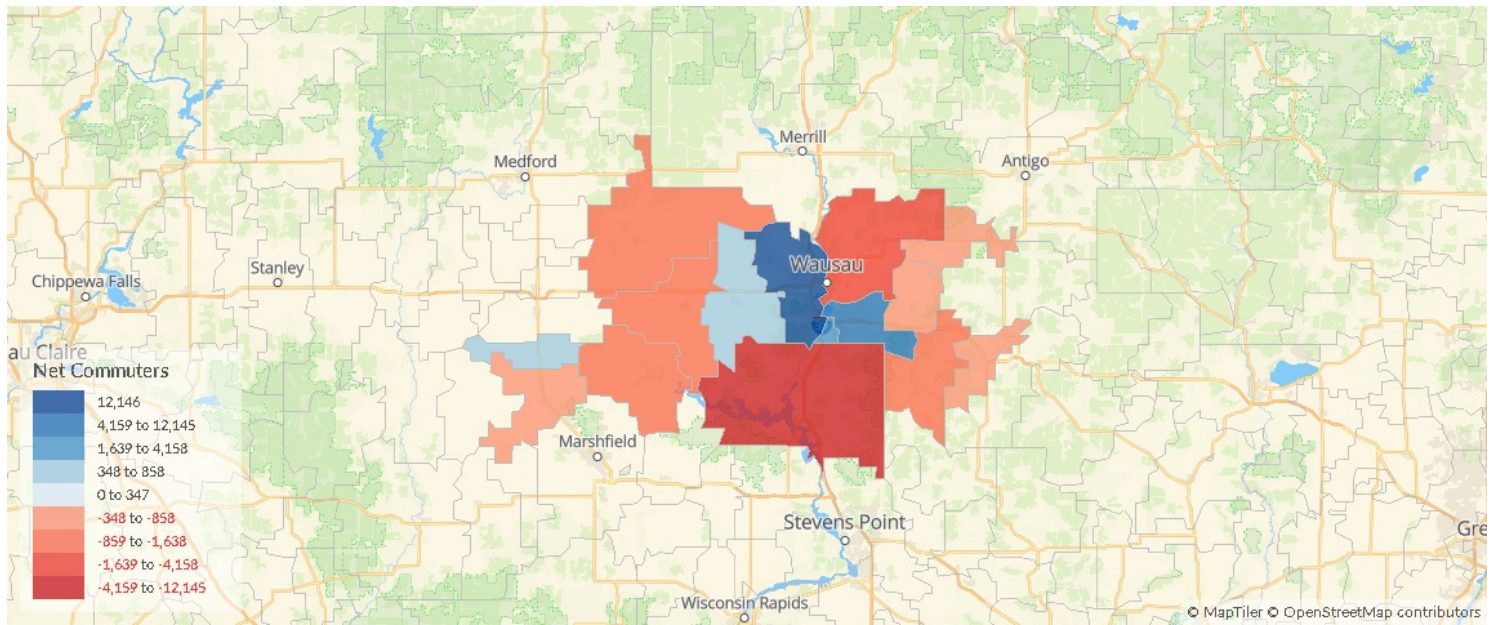 Merrill
Medford
Antigo
Wausau
Stanley
Chippewa Falls
au Claire
Net Commuters
12,146
4,159 to 12,145
1,639 to 4,158
348 to 858
0 to 347
-348 to -858
-859 to -1,638
-1,639 to -4,158
-4,159 to -12,145
Marshfield
Stevens Point
Gre
Wisconsin Rapids
© MapTiler © OpenStreetMap contributors